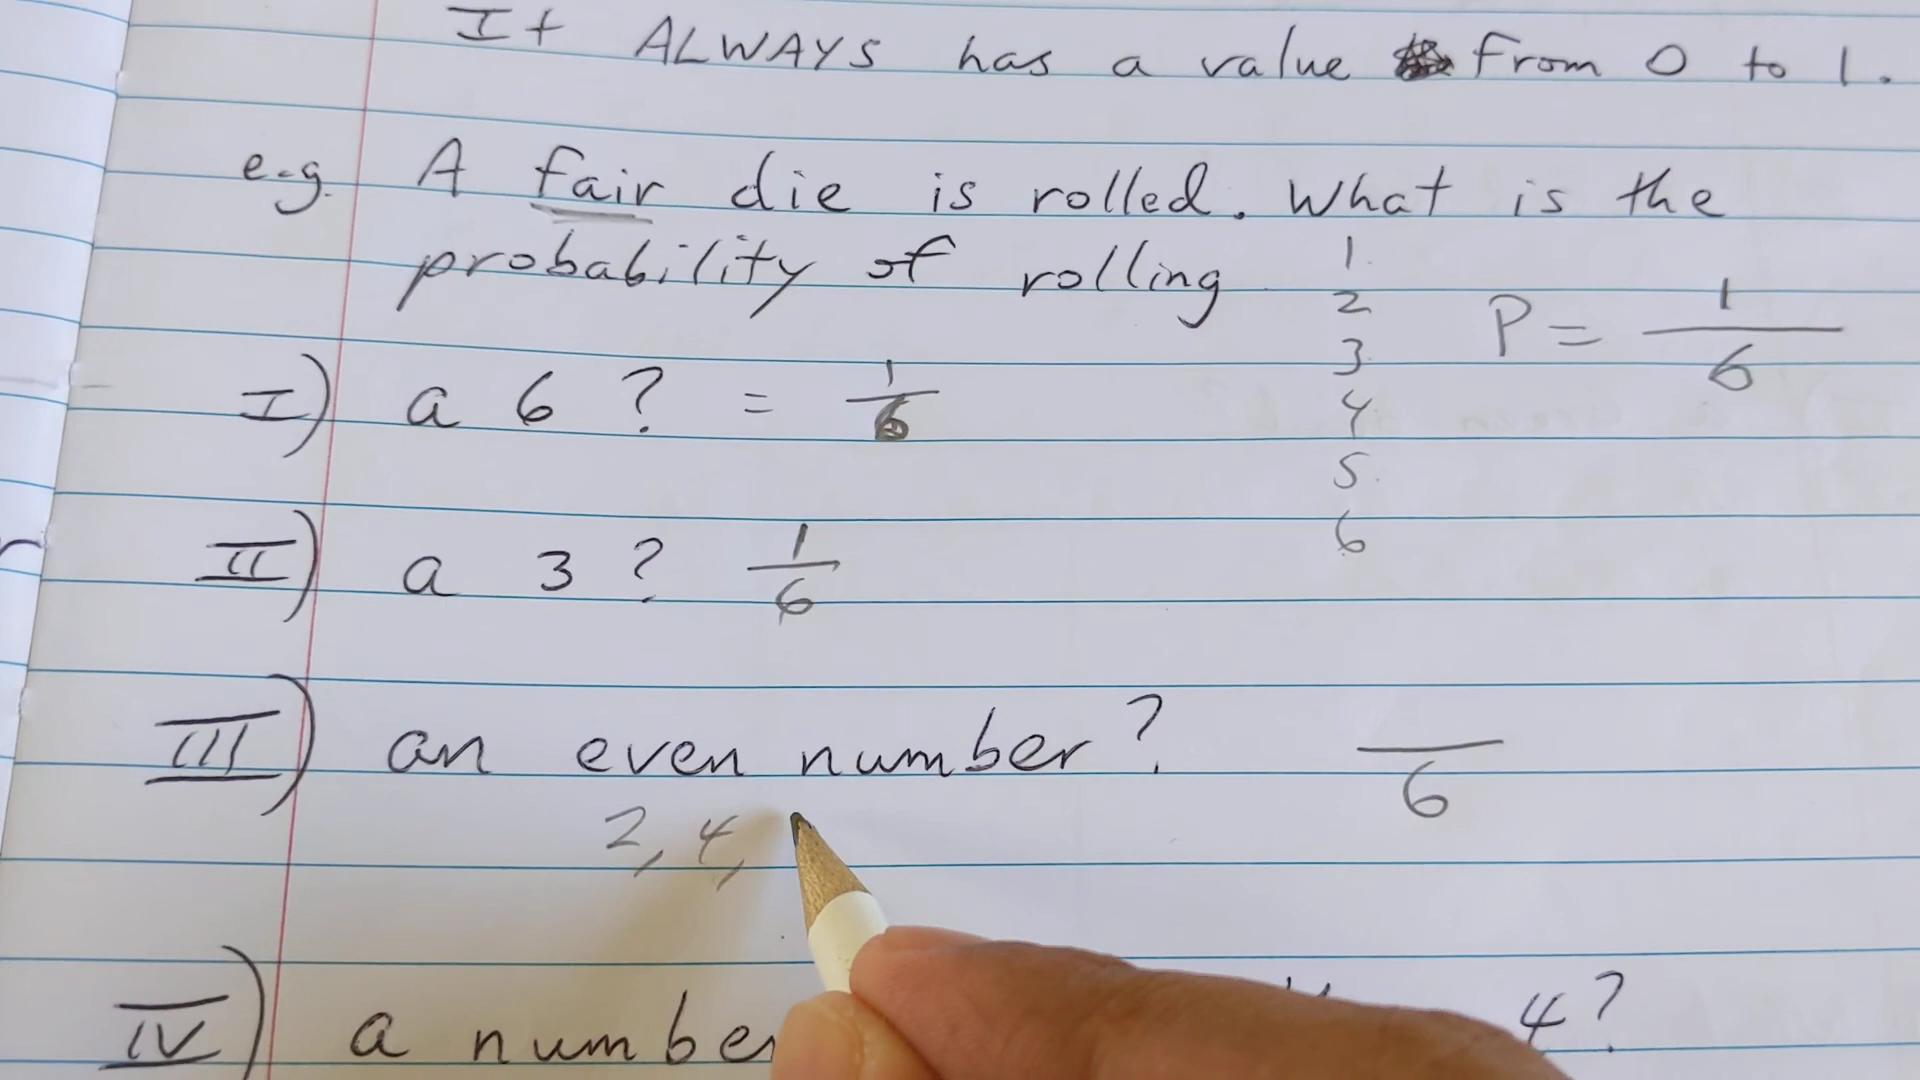 It ALWAYS has a value from 0 to 1.
e.g. A fair die is rolled. What is the
probability of rolling
1
2
3
4
5
6
P = 1/6
I) a 6 ? = 1/6
II) a 3 ? 1/6
III) an even number? /6
2, 4,
IV) a number 4?